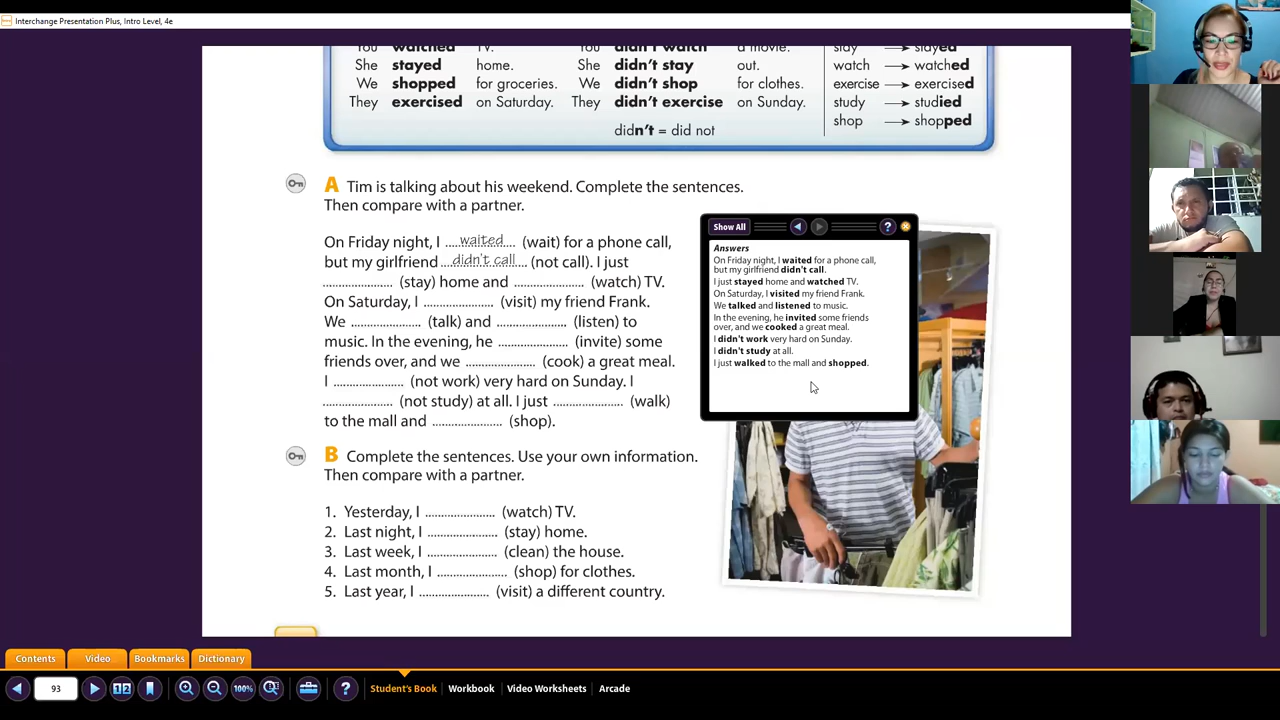 Interchange Presentation Plus, Intro Level, 4e
You watched TV. You didn't watch a movie. stay → stayed
She stayed home. She didn't stay out. watch → watched
We shopped for groceries. We didn't shop for clothes. exercise → exercised
They exercised on Saturday. They didn't exercise on Sunday. study → studied
didn't = did not shop → shopped
A Tim is talking about his weekend. Complete the sentences.
Then compare with a partner.
On Friday night, I waited (wait) for a phone call,
but my girlfriend didn't call (not call). I just
...................... (stay) home and ...................... (watch) TV.
On Saturday, I ...................... (visit) my friend Frank.
We ...................... (talk) and ...................... (listen) to
music. In the evening, he ...................... (invite) some
friends over, and we ...................... (cook) a great meal.
I ...................... (not work) very hard on Sunday. I
...................... (not study) at all. I just ...................... (walk)
to the mall and ...................... (shop).
Show All ?
Answers
On Friday night, I waited for a phone call,
but my girlfriend didn't call.
I just stayed home and watched TV.
On Saturday, I visited my friend Frank.
We talked and listened to music.
In the evening, he invited some friends
over, and we cooked a great meal.
I didn't work very hard on Sunday.
I didn't study at all.
I just walked to the mall and shopped.
B Complete the sentences. Use your own information.
Then compare with a partner.
1. Yesterday, I ...................... (watch) TV.
2. Last night, I ...................... (stay) home.
3. Last week, I ...................... (clean) the house.
4. Last month, I ...................... (shop) for clothes.
5. Last year, I ...................... (visit) a different country.
Contents Video Bookmarks Dictionary
93 1 2 100% ? Student's Book Workbook Video Worksheets Arcade